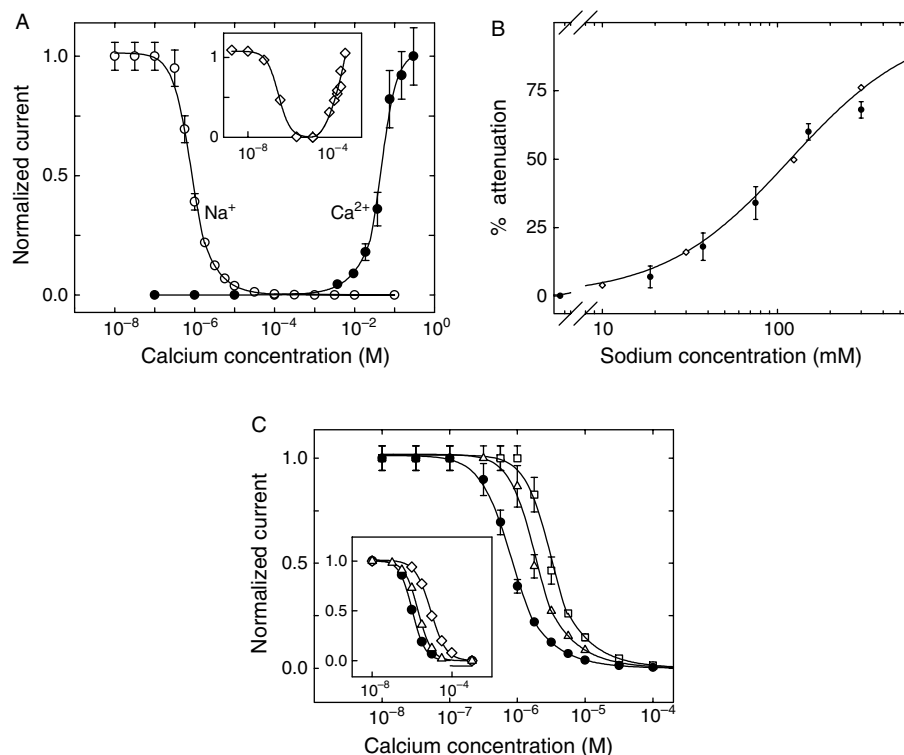 A
1.0
0.5
0.0
Normalized current
1
0
10⁻⁸
10⁻⁴
Na⁺
Ca²⁺
10⁻⁸
10⁻⁶
10⁻⁴
10⁻²
10⁰
Calcium concentration (M)
B
75
50
25
0
% attenuation
10
100
Sodium concentration (mM)
C
1.0
0.5
0.0
Normalized current
1.0
0.5
0.0
10⁻⁸
10⁻⁴
10⁻⁸
10⁻⁷
10⁻⁶
10⁻⁵
10⁻⁴
Calcium concentration (M)